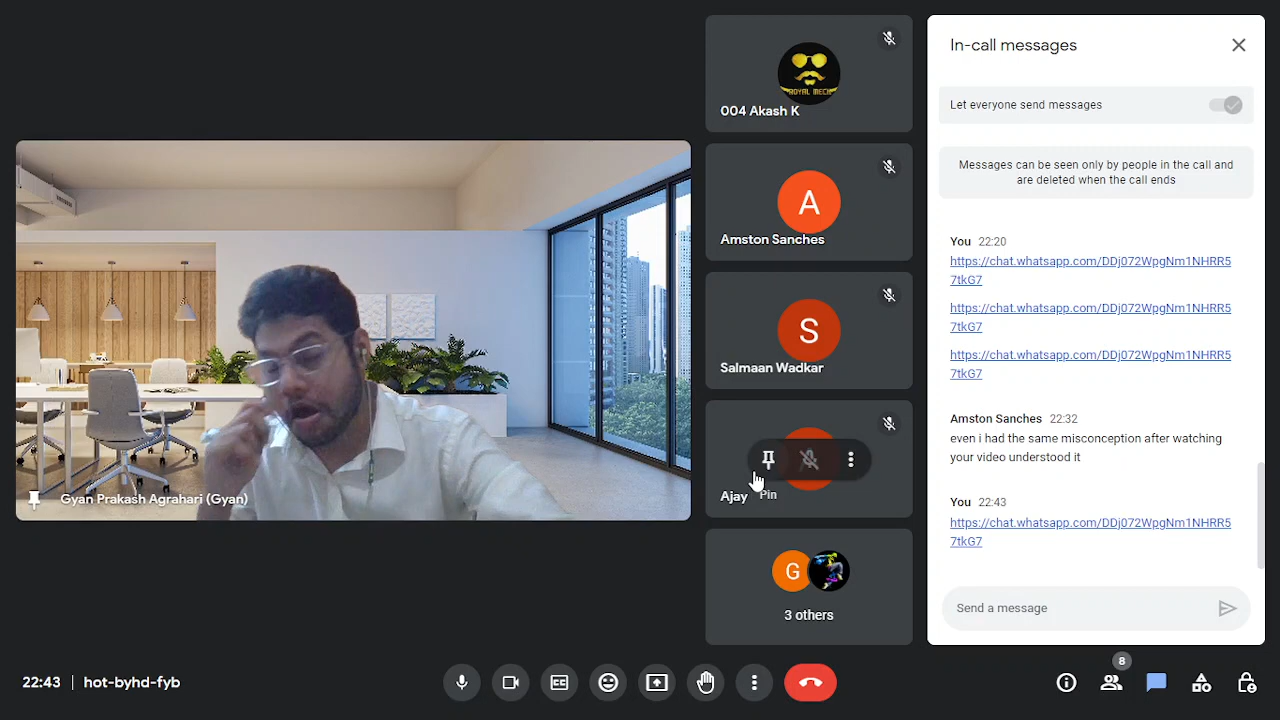 004 Akash K
ROYAL MECH
Amston Sanches
A
Salmaan Wadkar
S
Ajay
Pin
G
3 others
Gyan Prakash Agrahari (Gyan)
In-call messages
Let everyone send messages
Messages can be seen only by people in the call and
are deleted when the call ends
You 22:20
https://chat.whatsapp.com/DDj072WpgNm1NHRR5
7tkG7
https://chat.whatsapp.com/DDj072WpgNm1NHRR5
7tkG7
https://chat.whatsapp.com/DDj072WpgNm1NHRR5
7tkG7
Amston Sanches 22:32
even i had the same misconception after watching
your video understood it
You 22:43
https://chat.whatsapp.com/DDj072WpgNm1NHRR5
7tkG7
Send a message
22:43 | hot-byhd-fyb
8